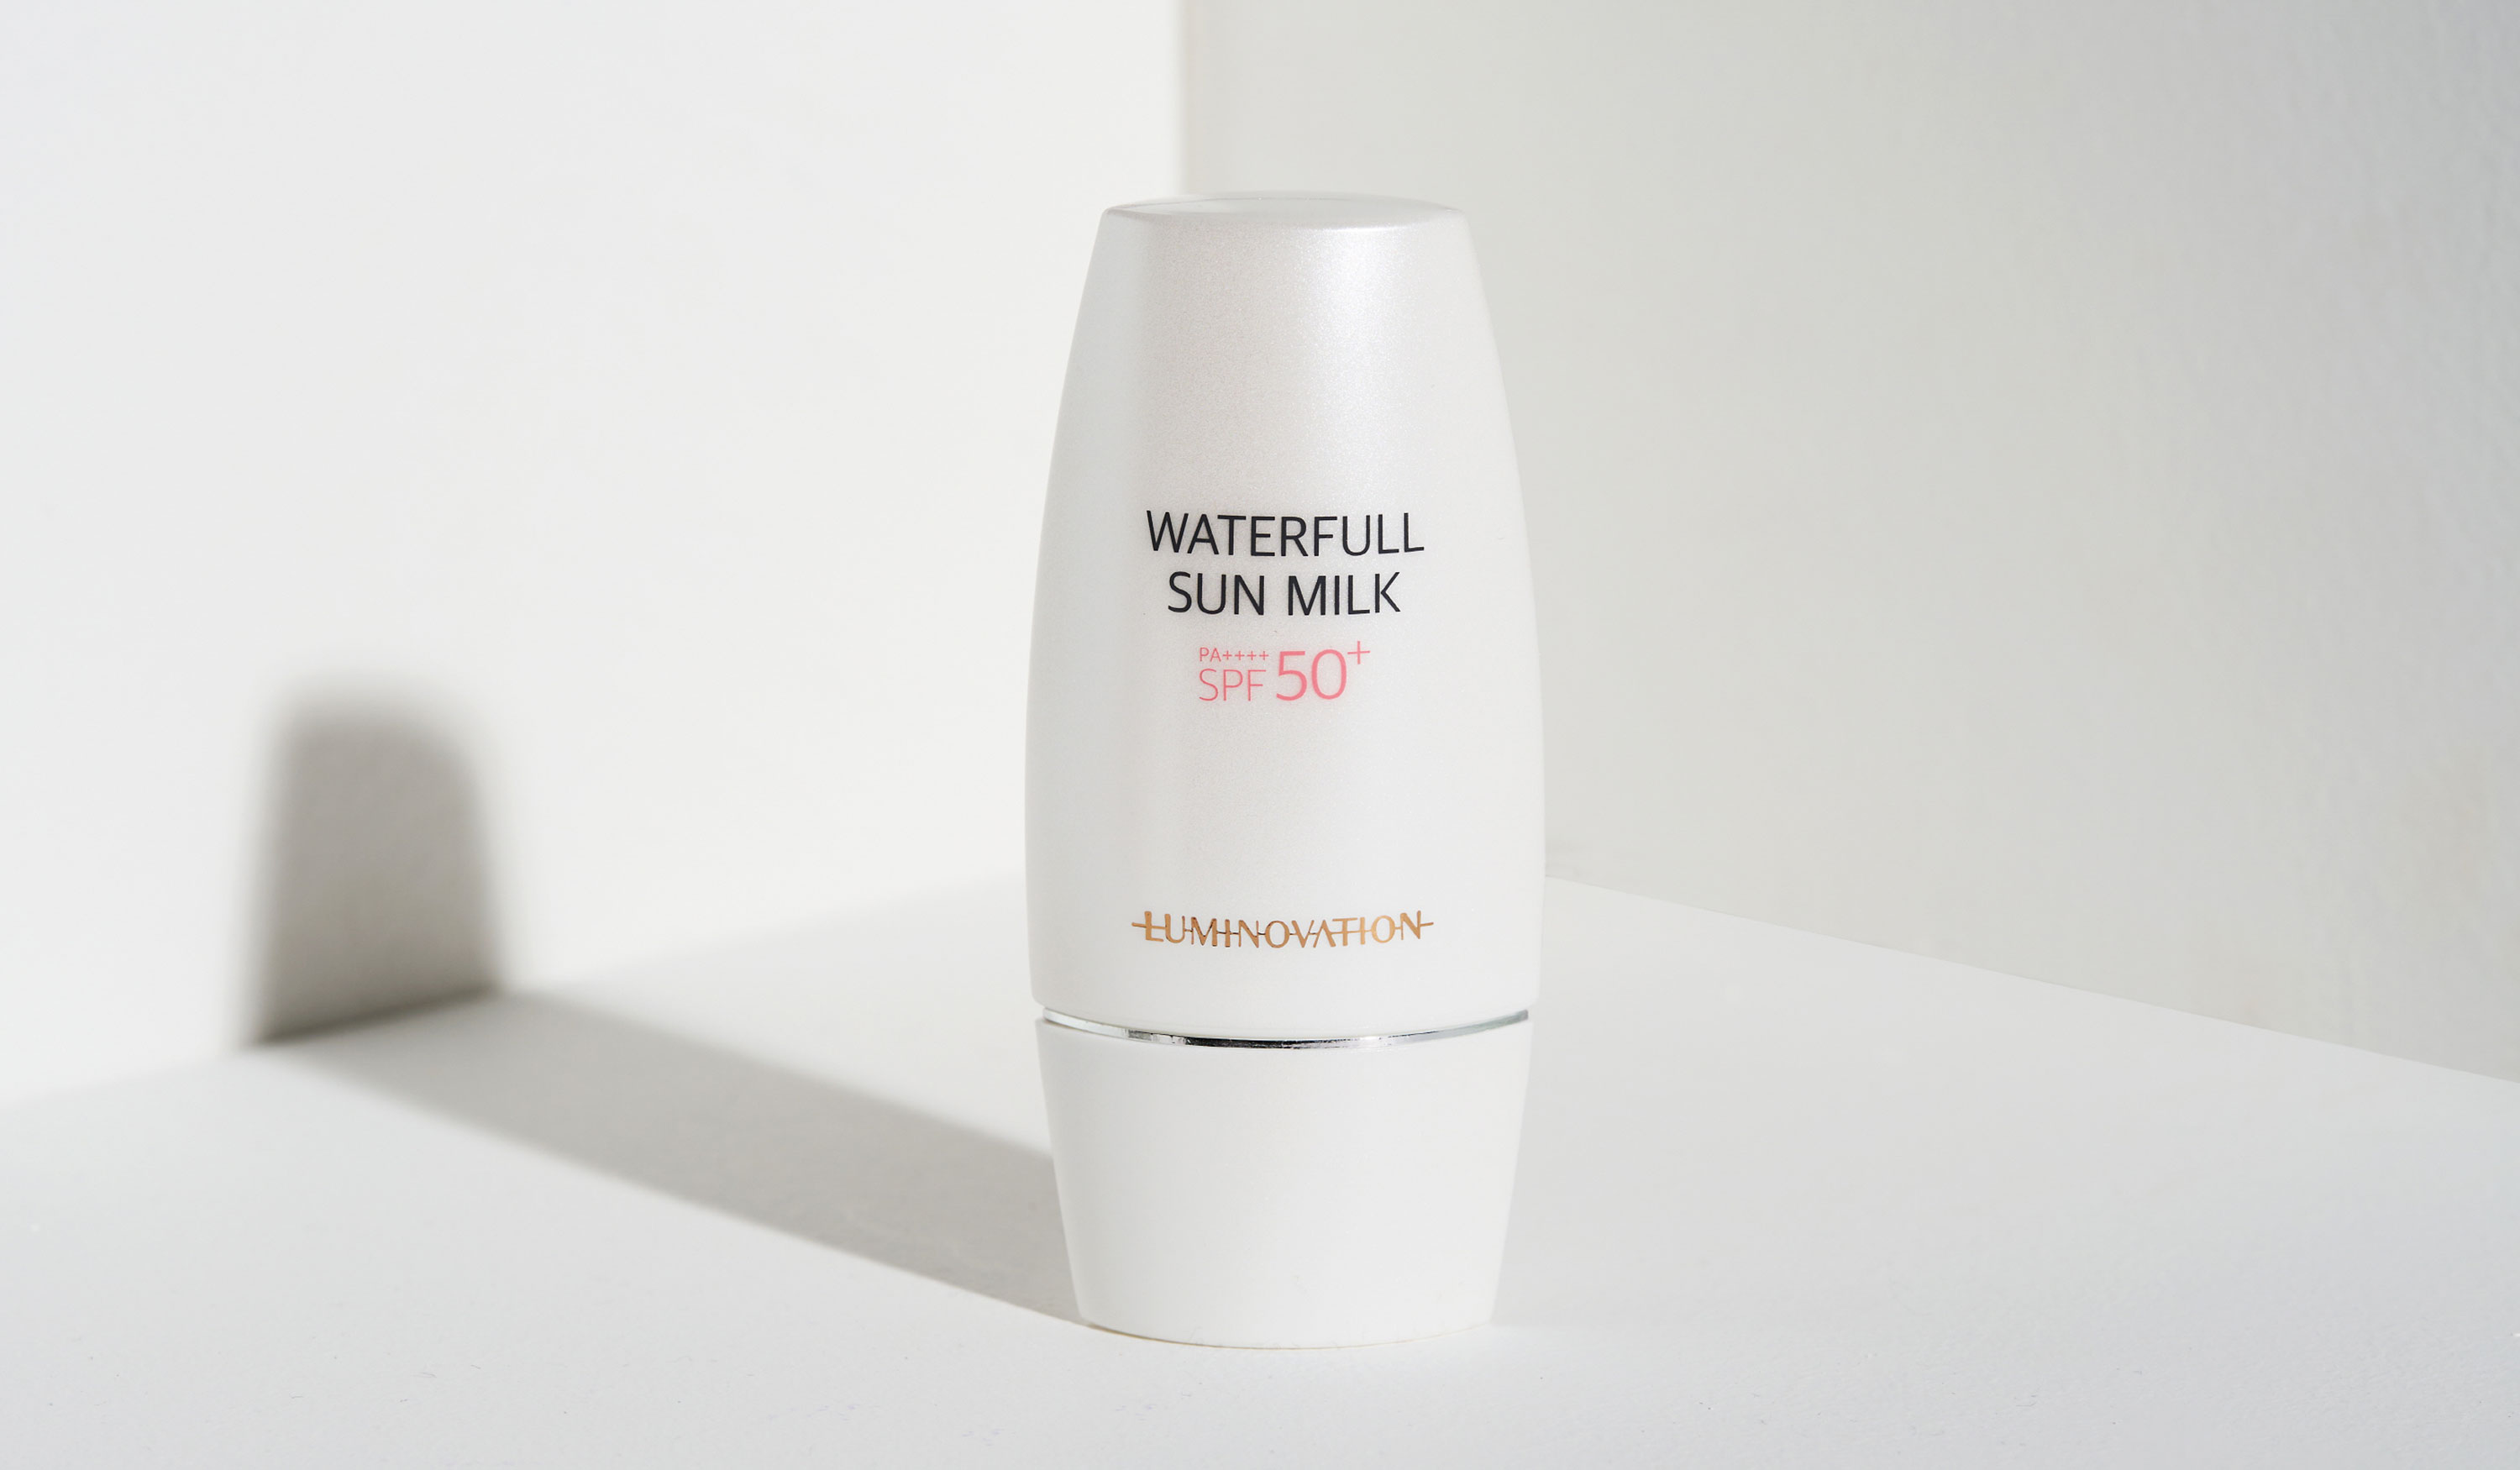 WATERFULL
SUN MILK
PA++++
SPF 50+
LUMINOVATION